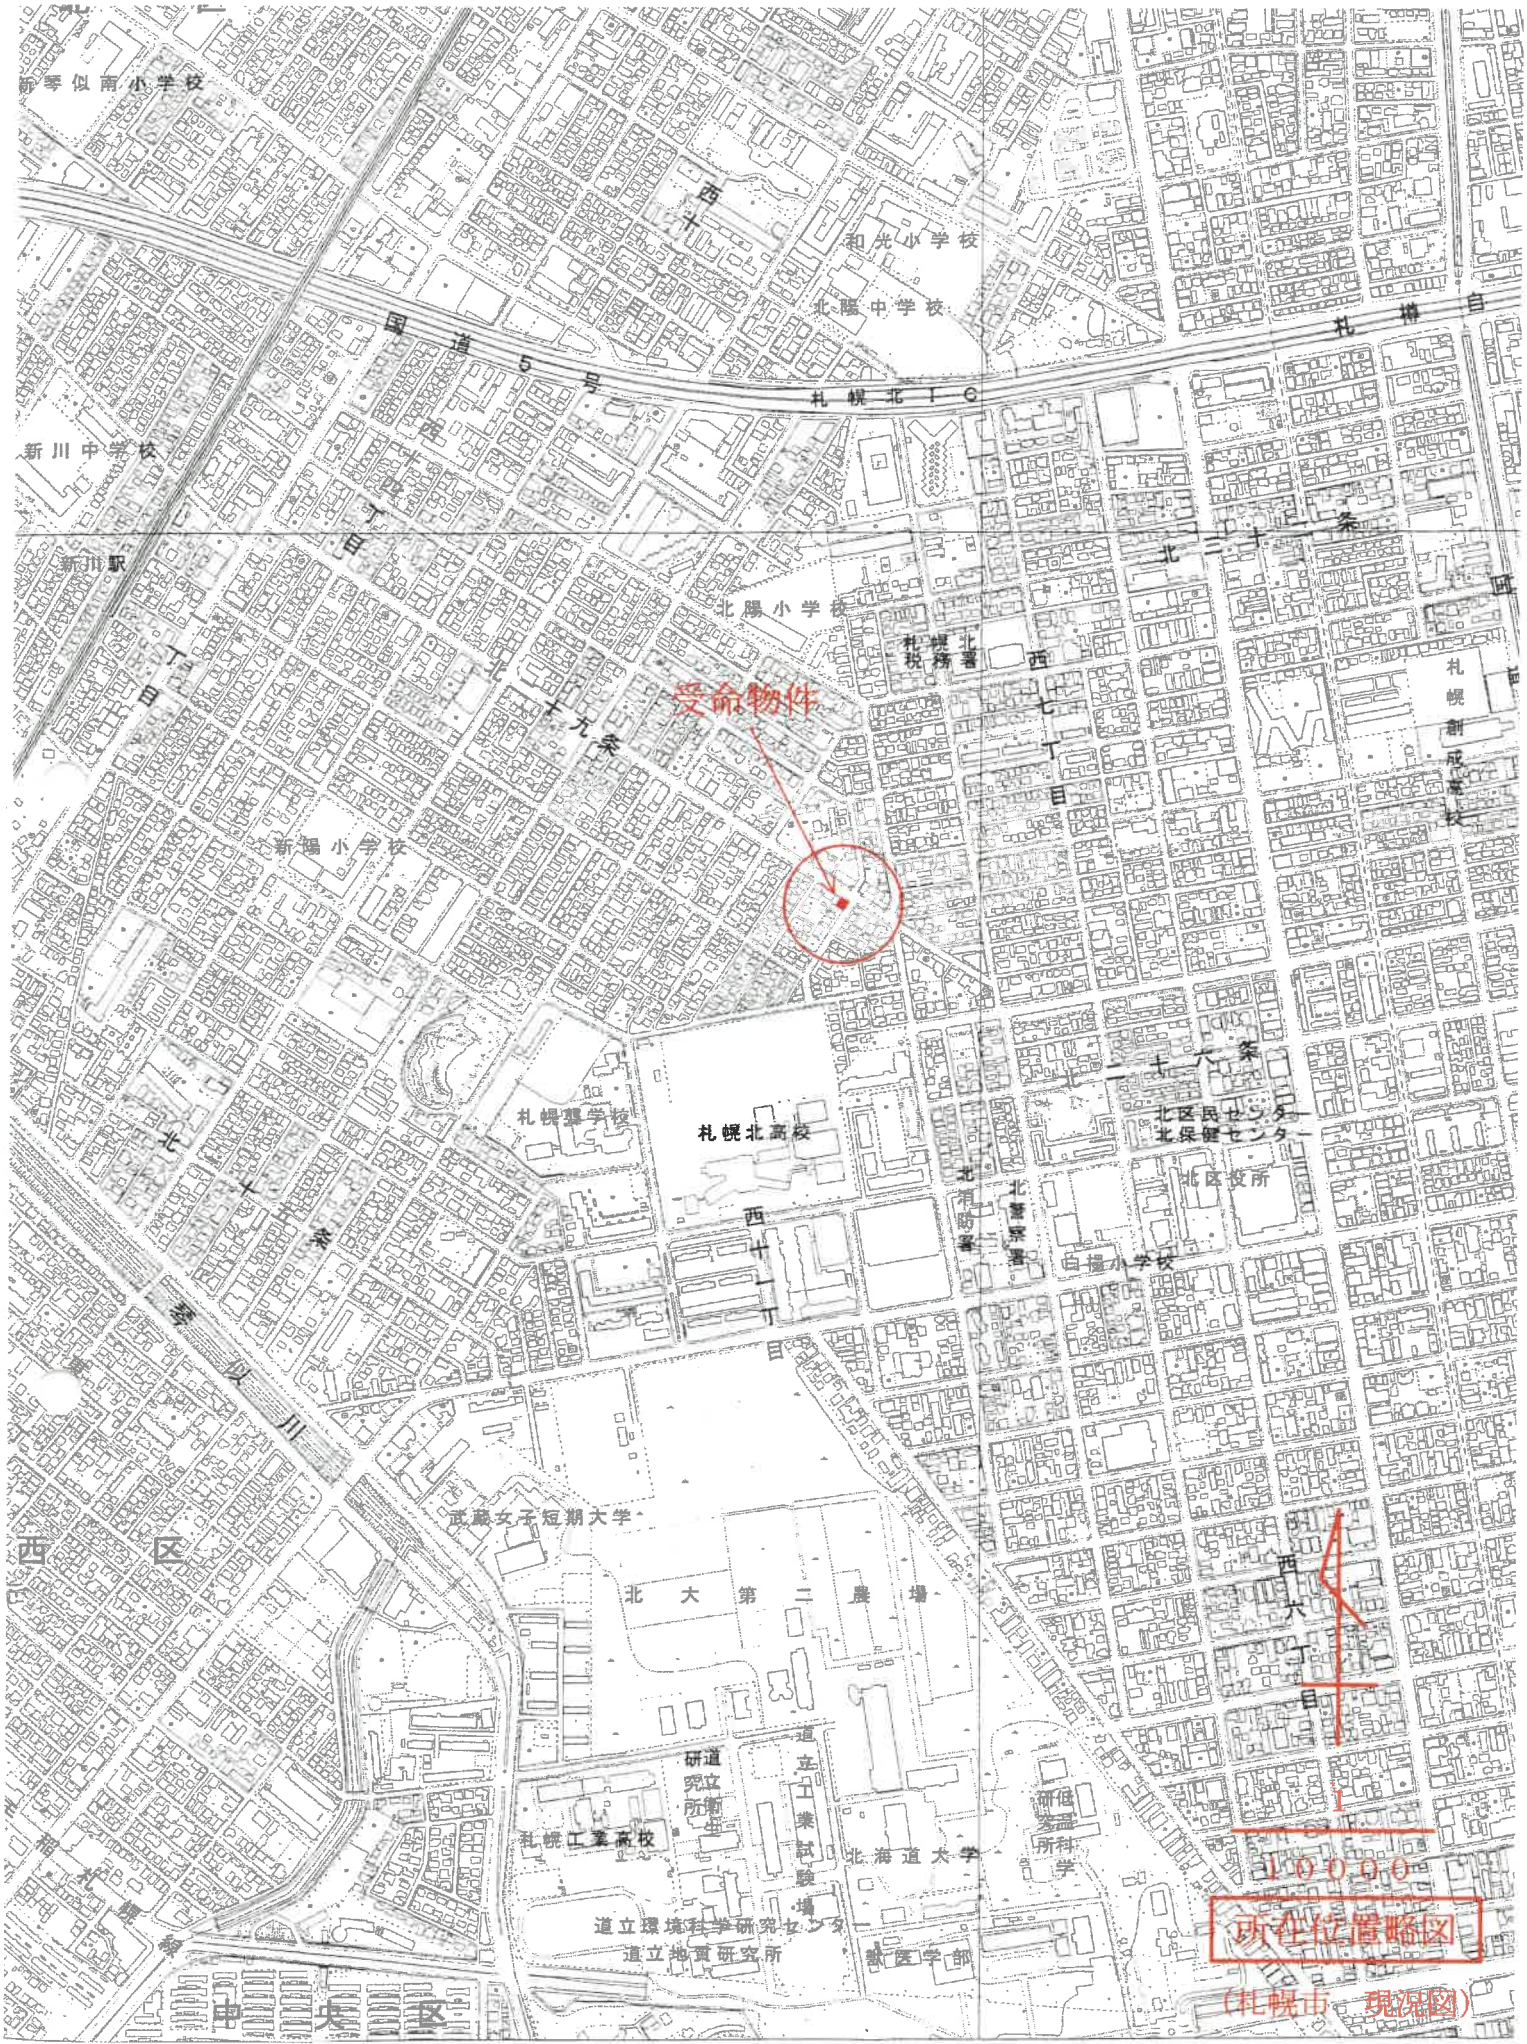 新琴似南小学校
西十
和光小学校
北陽中学校
札樽自
国道5号
札幌北IC
新川中学校
西十四丁目
北三十一条
新川駅
北陽小学校
札幌北税務署
西七丁目
丁目
札幌創成高校
北十九条
受命物件
新陽小学校
札幌聾学校
札幌北高校
北二十六条
北区民センター
北保健センター
北区役所
北十条
北消防署
北警察署
西十一丁目
白楊小学校
琴似川
武蔵女子短期大学
西区
北大第二農場
西六丁目
道立衛生研究所
道立工業試験場
札幌工業高校
北海道大学
低温科学研究所
1
10000
道立環境科学研究センター
道立地質研究所
獣医学部
所在位置略図
中央区
(札幌市 現況図)